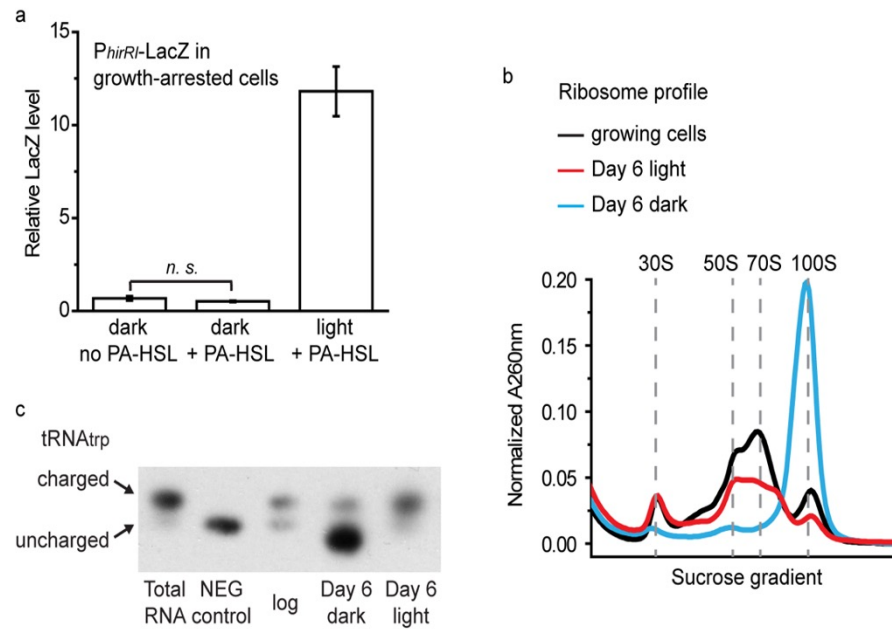 a
PhirRI-LacZ in
growth-arrested cells
Relative LacZ level
15
10
5
0
n. s.
dark dark light
no PA-HSL + PA-HSL + PA-HSL
b
Ribosome profile
growing cells
Day 6 light
Day 6 dark
30S 50S 70S 100S
Normalized A260nm
0.20
0.15
0.10
0.05
0.00
Sucrose gradient
c
tRNAtrp
charged
uncharged
Total NEG log Day 6 Day 6
RNA control dark light